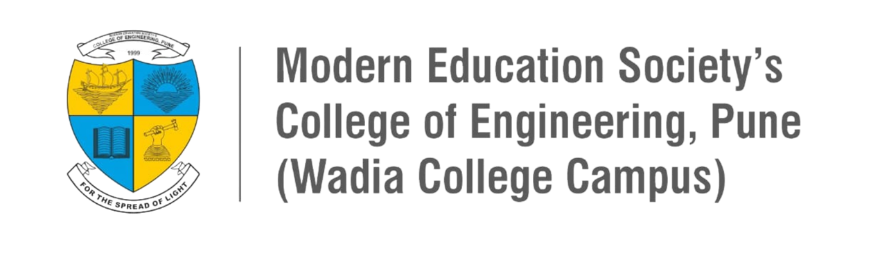 COLLEGE OF ENGINEERING, PUNE
1999
FOR THE SPREAD OF LIGHT
Modern Education Society's
College of Engineering, Pune
(Wadia College Campus)